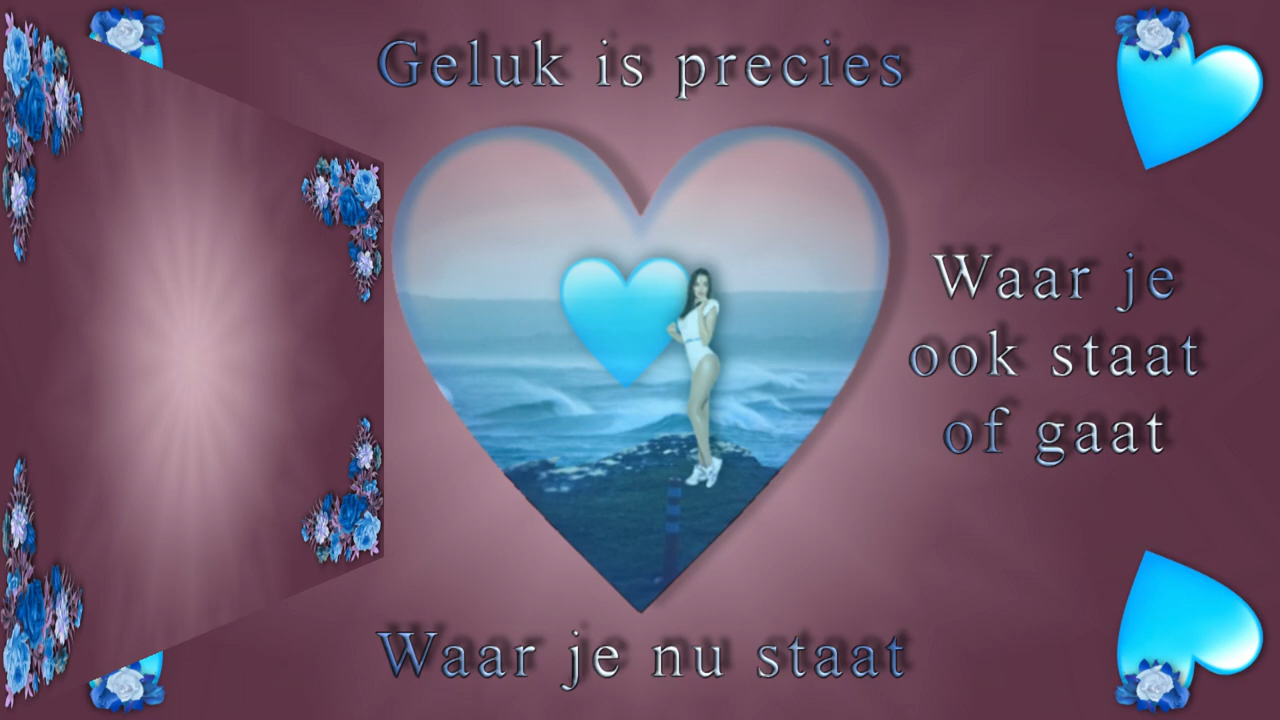 Geluk is precies
Waar je
ook staat
of gaat
Waar je nu staat